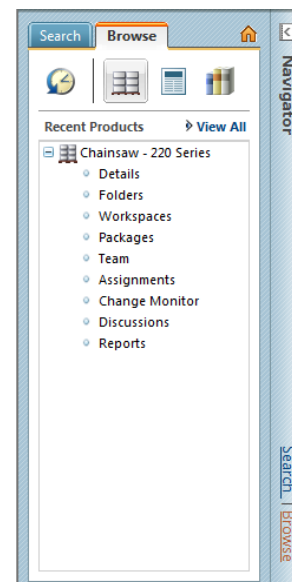 Search Browse
Recent Products View All
Chainsaw - 220 Series
Details
Folders
Workspaces
Packages
Team
Assignments
Change Monitor
Discussions
Reports
Navigator
Search | Browse